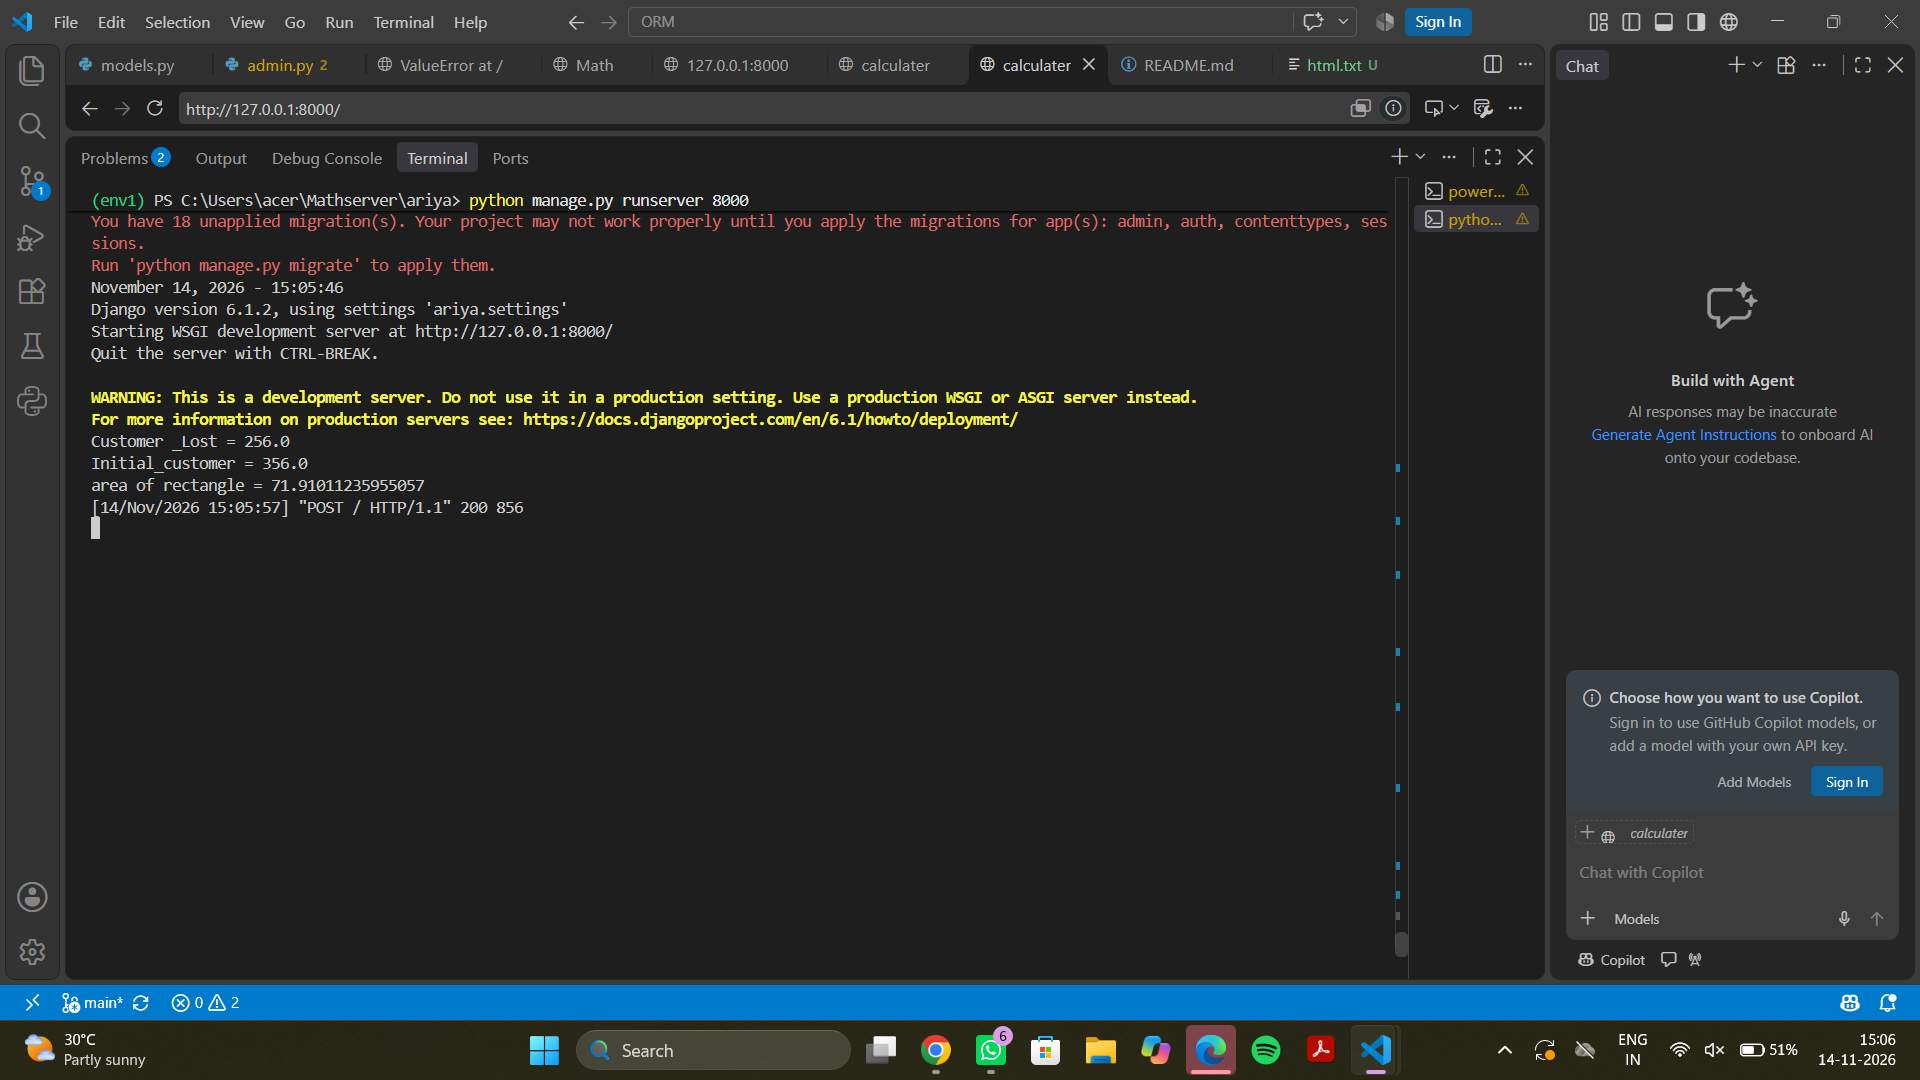 File Edit Selection View Go Run Terminal Help
ORM
Sign In
models.py
admin.py 2
ValueError at /
Math
127.0.0.1:8000
calculater
calculater
README.md
html.txt U
http://127.0.0.1:8000/
Problems 2 Output Debug Console Terminal Ports
(env1) PS C:\Users\acer\Mathserver\ariya> python manage.py runserver 8000
You have 18 unapplied migration(s). Your project may not work properly until you apply the migrations for app(s): admin, auth, contenttypes, ses
sions.
Run 'python manage.py migrate' to apply them.
November 14, 2026 - 15:05:46
Django version 6.1.2, using settings 'ariya.settings'
Starting WSGI development server at http://127.0.0.1:8000/
Quit the server with CTRL-BREAK.
WARNING: This is a development server. Do not use it in a production setting. Use a production WSGI or ASGI server instead.
For more information on production servers see: https://docs.djangoproject.com/en/6.1/howto/deployment/
Customer _Lost = 256.0
Initial_customer = 356.0
area of rectangle = 71.91011235955057
[14/Nov/2026 15:05:57] "POST / HTTP/1.1" 200 856
power...
pytho...
1
Chat
Build with Agent
AI responses may be inaccurate
Generate Agent Instructions to onboard AI
onto your codebase.
Choose how you want to use Copilot.
Sign in to use GitHub Copilot models, or
add a model with your own API key.
Add Models
Sign In
calculater
Chat with Copilot
Models
Copilot
main*
0
2
30°C
Partly sunny
Search
6
ENG
IN
51%
15:06
14-11-2026